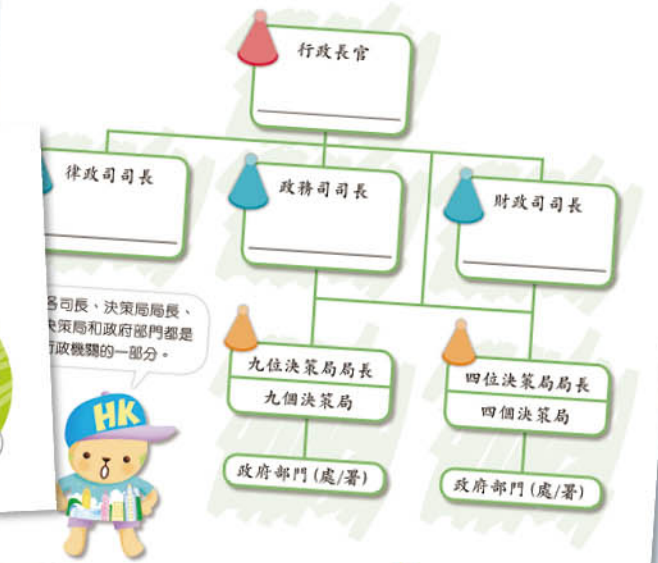 行政長官
律政司司長
政務司司長
財政司司長
各司長、決策局局長、
決策局和政府部門都是
行政機關的一部分。
九位決策局局長
九個決策局
四位決策局局長
四個決策局
政府部門(處/署)
政府部門(處/署)
HK